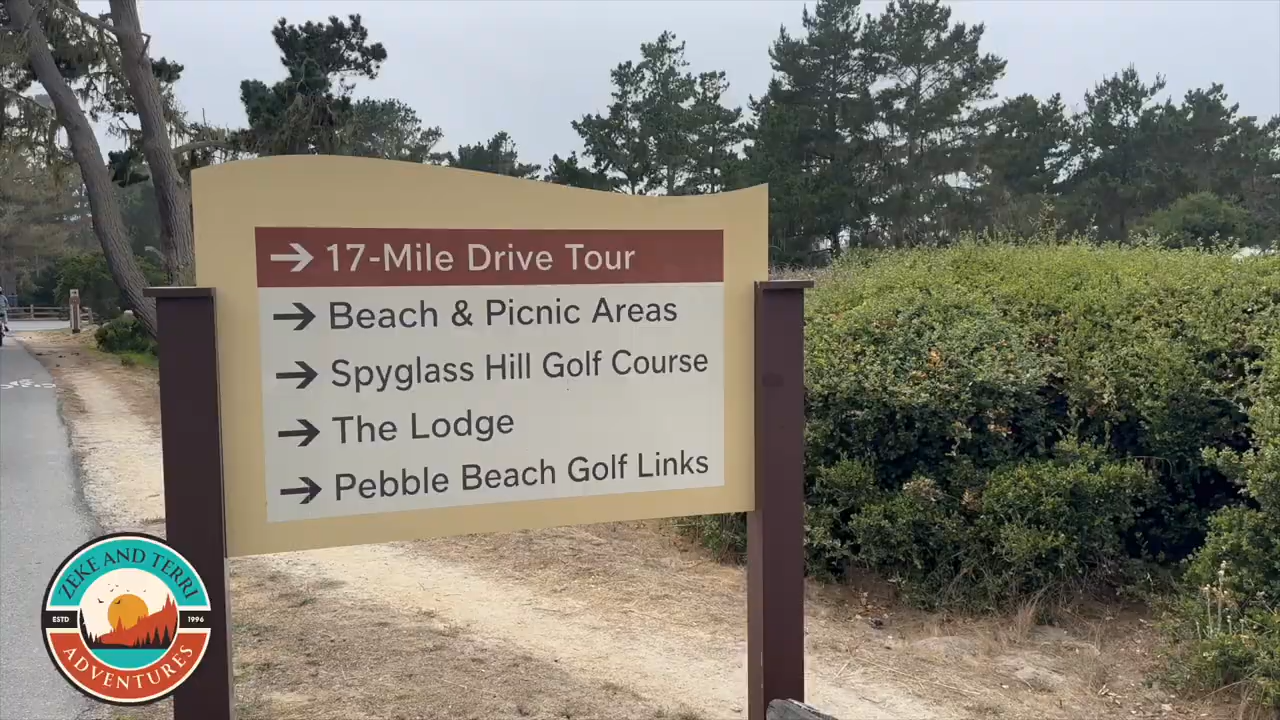 17-Mile Drive Tour
Beach & Picnic Areas
Spyglass Hill Golf Course
The Lodge
Pebble Beach Golf Links
ZEKE AND TERRI
ESTD 1996
ADVENTURES